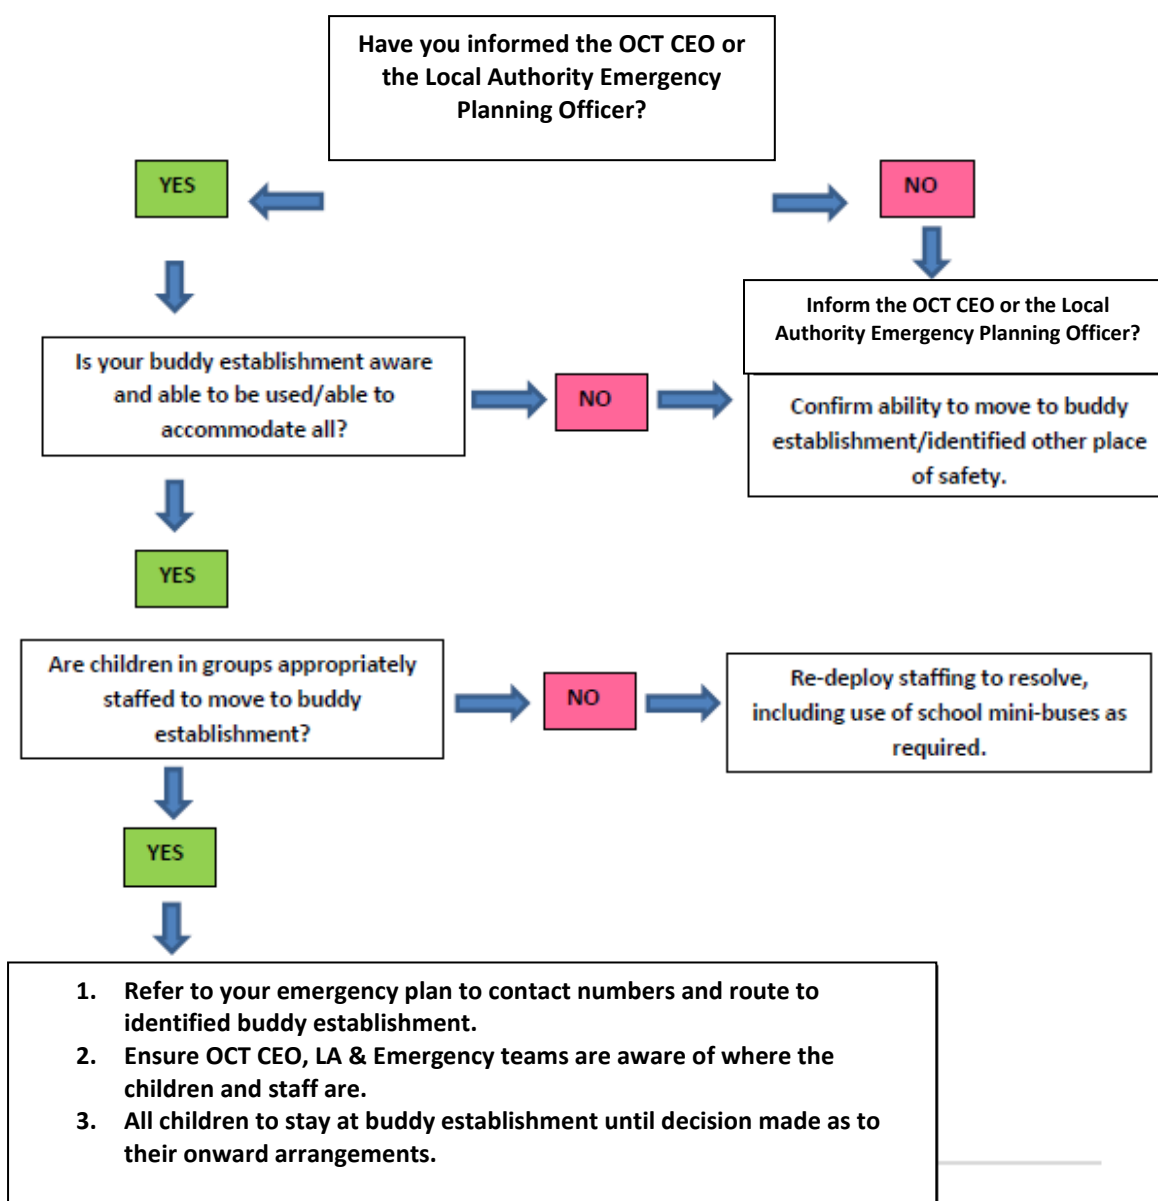 Have you informed the OCT CEO or
the Local Authority Emergency
Planning Officer?
YES
NO
Inform the OCT CEO or the Local
Authority Emergency Planning Officer?
Is your buddy establishment aware
and able to be used/able to
accommodate all?
NO
Confirm ability to move to buddy
establishment/identified other place
of safety.
YES
Are children in groups appropriately
staffed to move to buddy
establishment?
NO
Re-deploy staffing to resolve,
including use of school mini-buses as
required.
YES
1. Refer to your emergency plan to contact numbers and route to
identified buddy establishment.
2. Ensure OCT CEO, LA & Emergency teams are aware of where the
children and staff are.
3. All children to stay at buddy establishment until decision made as to
their onward arrangements.